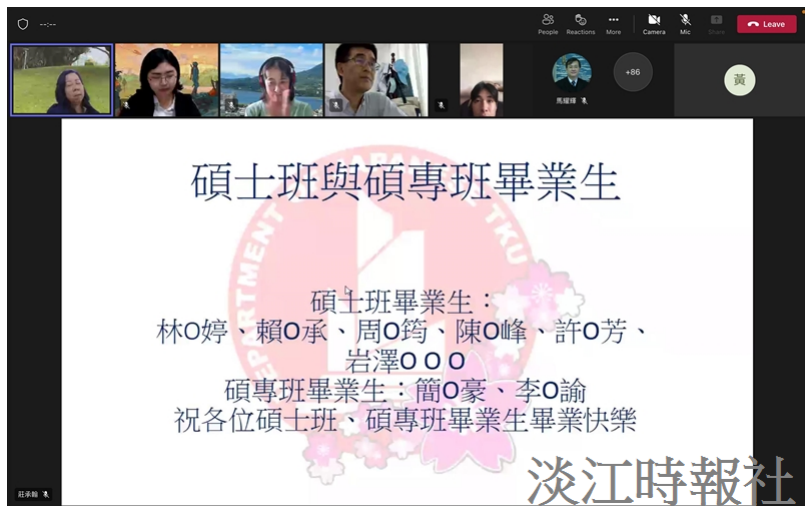 --:--
People
Reactions
More
Camera
Mic
Share
Leave
馬耀輝
+86
黃
碩士班與碩專班畢業生
碩士班畢業生：
林O婷、賴O承、周O筠、陳O峰、許O芳、
岩澤O O O
碩專班畢業生：簡O豪、李O諭
祝各位碩士班、碩專班畢業生畢業快樂
莊承翰
淡江時報社